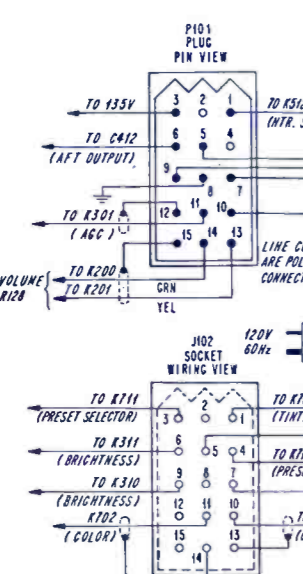 P101
PLUG
PIN VIEW
TO 135V
3 2 1
TO K512
(HTR.
TO C412
6 5 4
(AFT OUTPUT)
9 8 7
TO K301
12 11 10
(AGC)
15 14 13
LINE
ARE POL
CONNECT
VOLUME
R128
TO K200
TO K201
GRN
YEL
J102
SOCKET
WIRING VIEW
120V
60Hz
TO K711
(PRESET SELECTOR)
3 2 1
(TINT
TO K311
6 5 4
(BRIGHTNESS)
(PRES
TO K310
9 8 7
(BRIGHTNESS)
K702
12 11 10
(COLOR)
15 14 13